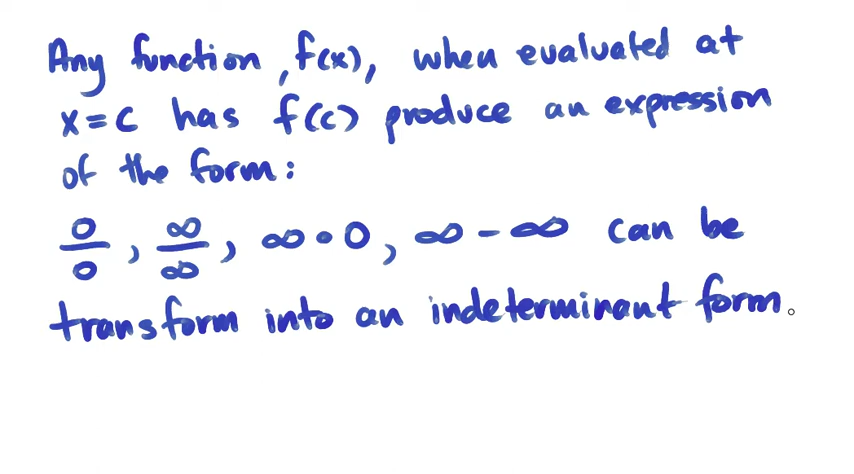 Any function, f(x), when evaluated at
x = c has f(c) produce an expression
of the form:
0/0, ∞/∞, ∞ • 0, ∞ - ∞ can be
transform into an indeterminant form.